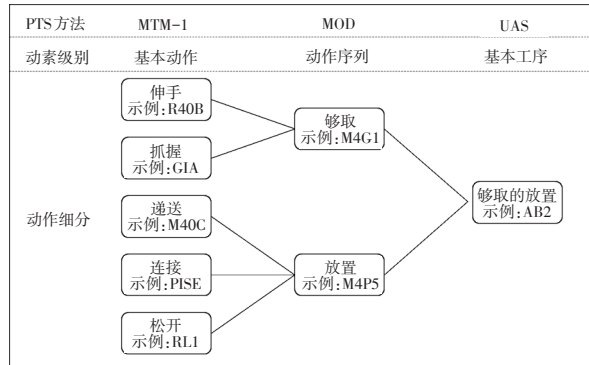 PTS方法 MTM-1 MOD UAS
动素级别 基本动作 动作序列 基本工序
伸手
示例:R40B
够取
示例:M4G1
抓握
示例:GIA
动作细分
递送
示例:M40C
够取的放置
示例:AB2
连接
示例:PISE
放置
示例:M4P5
松开
示例:RL1